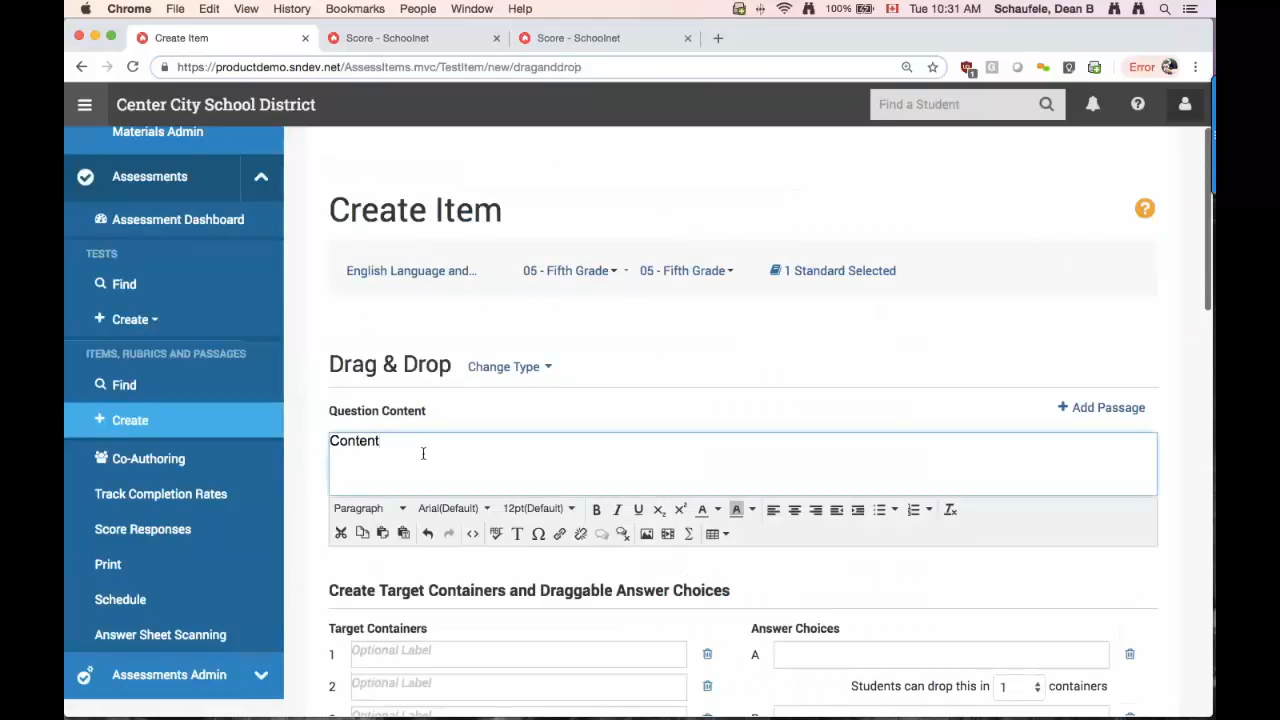 Chrome File Edit View History Bookmarks People Window Help 100% Tue 10:31 AM Schaufele, Dean B
Create Item × Score - Schoolnet × Score - Schoolnet × +
https://productdemo.sndev.net/AssessItems.mvc/TestItem/new/draganddrop 1 Error
Center City School District Find a Student
Materials Admin
Assessments
Assessment Dashboard
TESTS
Find
Create
ITEMS, RUBRICS AND PASSAGES
Find
Create
Co-Authoring
Track Completion Rates
Score Responses
Print
Schedule
Answer Sheet Scanning
Assessments Admin
Create Item
English Language and... 05 - Fifth Grade - 05 - Fifth Grade 1 Standard Selected
Drag & Drop Change Type
Question Content + Add Passage
Content
Paragraph Arial(Default) 12pt(Default)
Create Target Containers and Draggable Answer Choices
Target Containers Answer Choices
1 Optional Label A
2 Optional Label Students can drop this in 1 containers